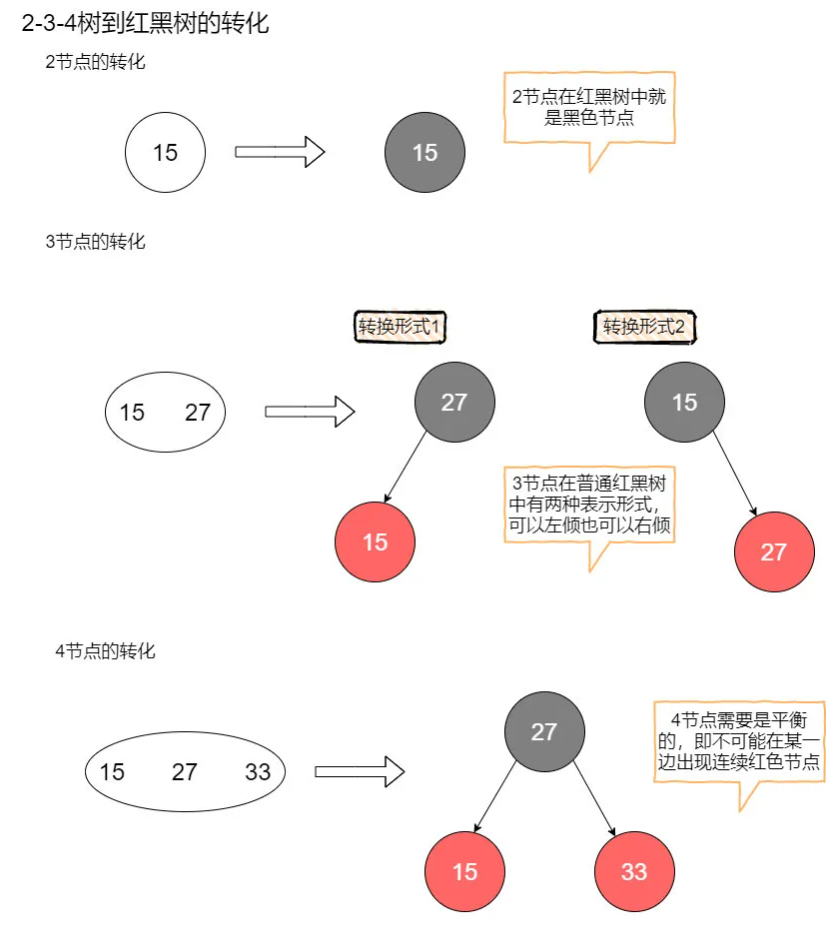 2-3-4树到红黑树的转化
2节点的转化
2节点在红黑树中就
是黑色节点
15
15
3节点的转化
转换形式1
转换形式2
27
15
15 27
3节点在普通红黑树
中有两种表示形式，
可以左倾也可以右倾
15
27
4节点的转化
27
4节点需要是平衡
的，即不可能在某一
边出现连续红色节点
15 27 33
15
33